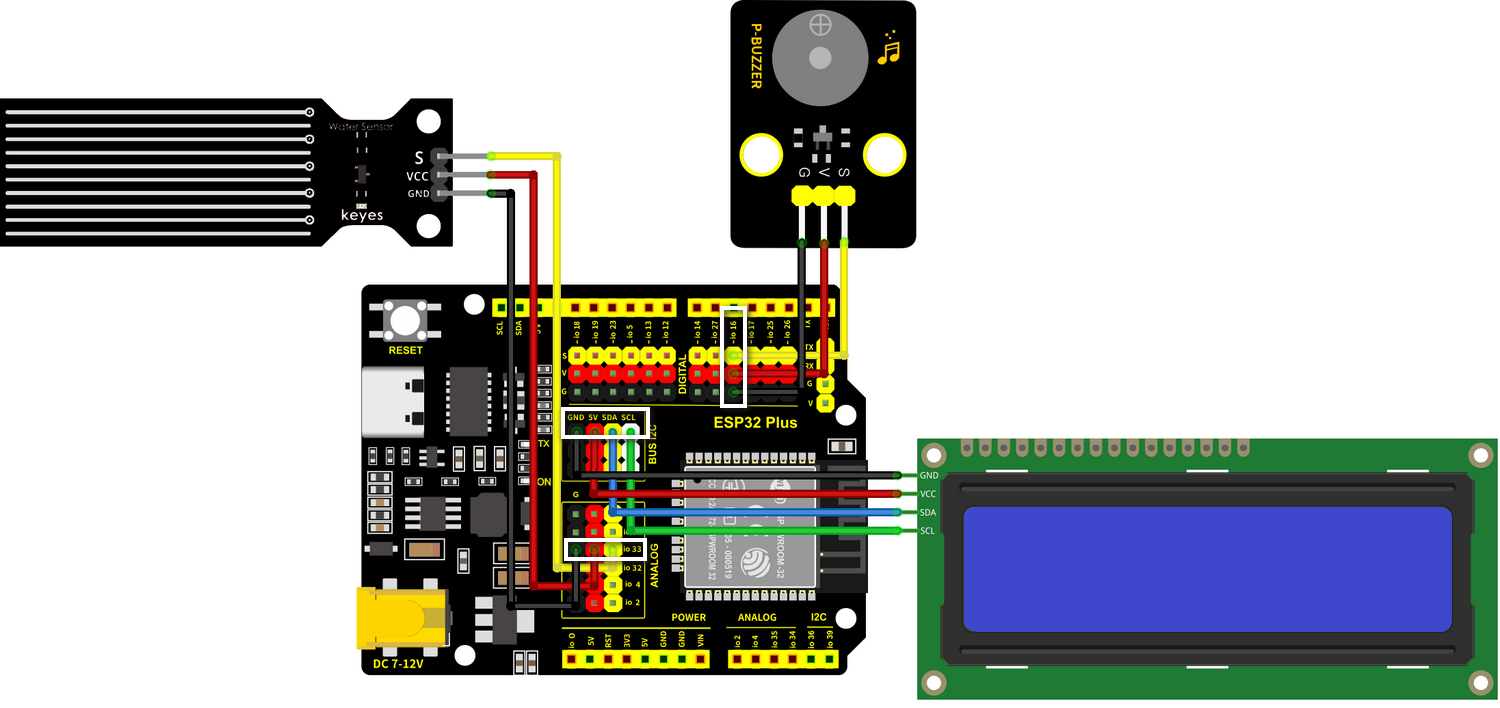 P-BUZZER
Water Sensor
S
VCC
GND
keyes
G
V
S
RESET
SCL
SDA
5V
io 18
io 19
io 23
io 5
io 13
io 12
io 14
io 27
io 16
io 17
io 25
io 26
TX
S
V
G
DIGITAL
TX
RX
G
V
GND 5V SDA SCL
ESP32 Plus
BUS I2C
TX
ON
G
io 33
io 32
io 4
io 2
ANALOG
GND
VCC
SDA
SCL
DC 7-12V
POWER
ANALOG
I2C
io 0
5V
RST
3V3
5V
GND
GND
VIN
io 2
io 4
io 35
io 34
io 36
io 39